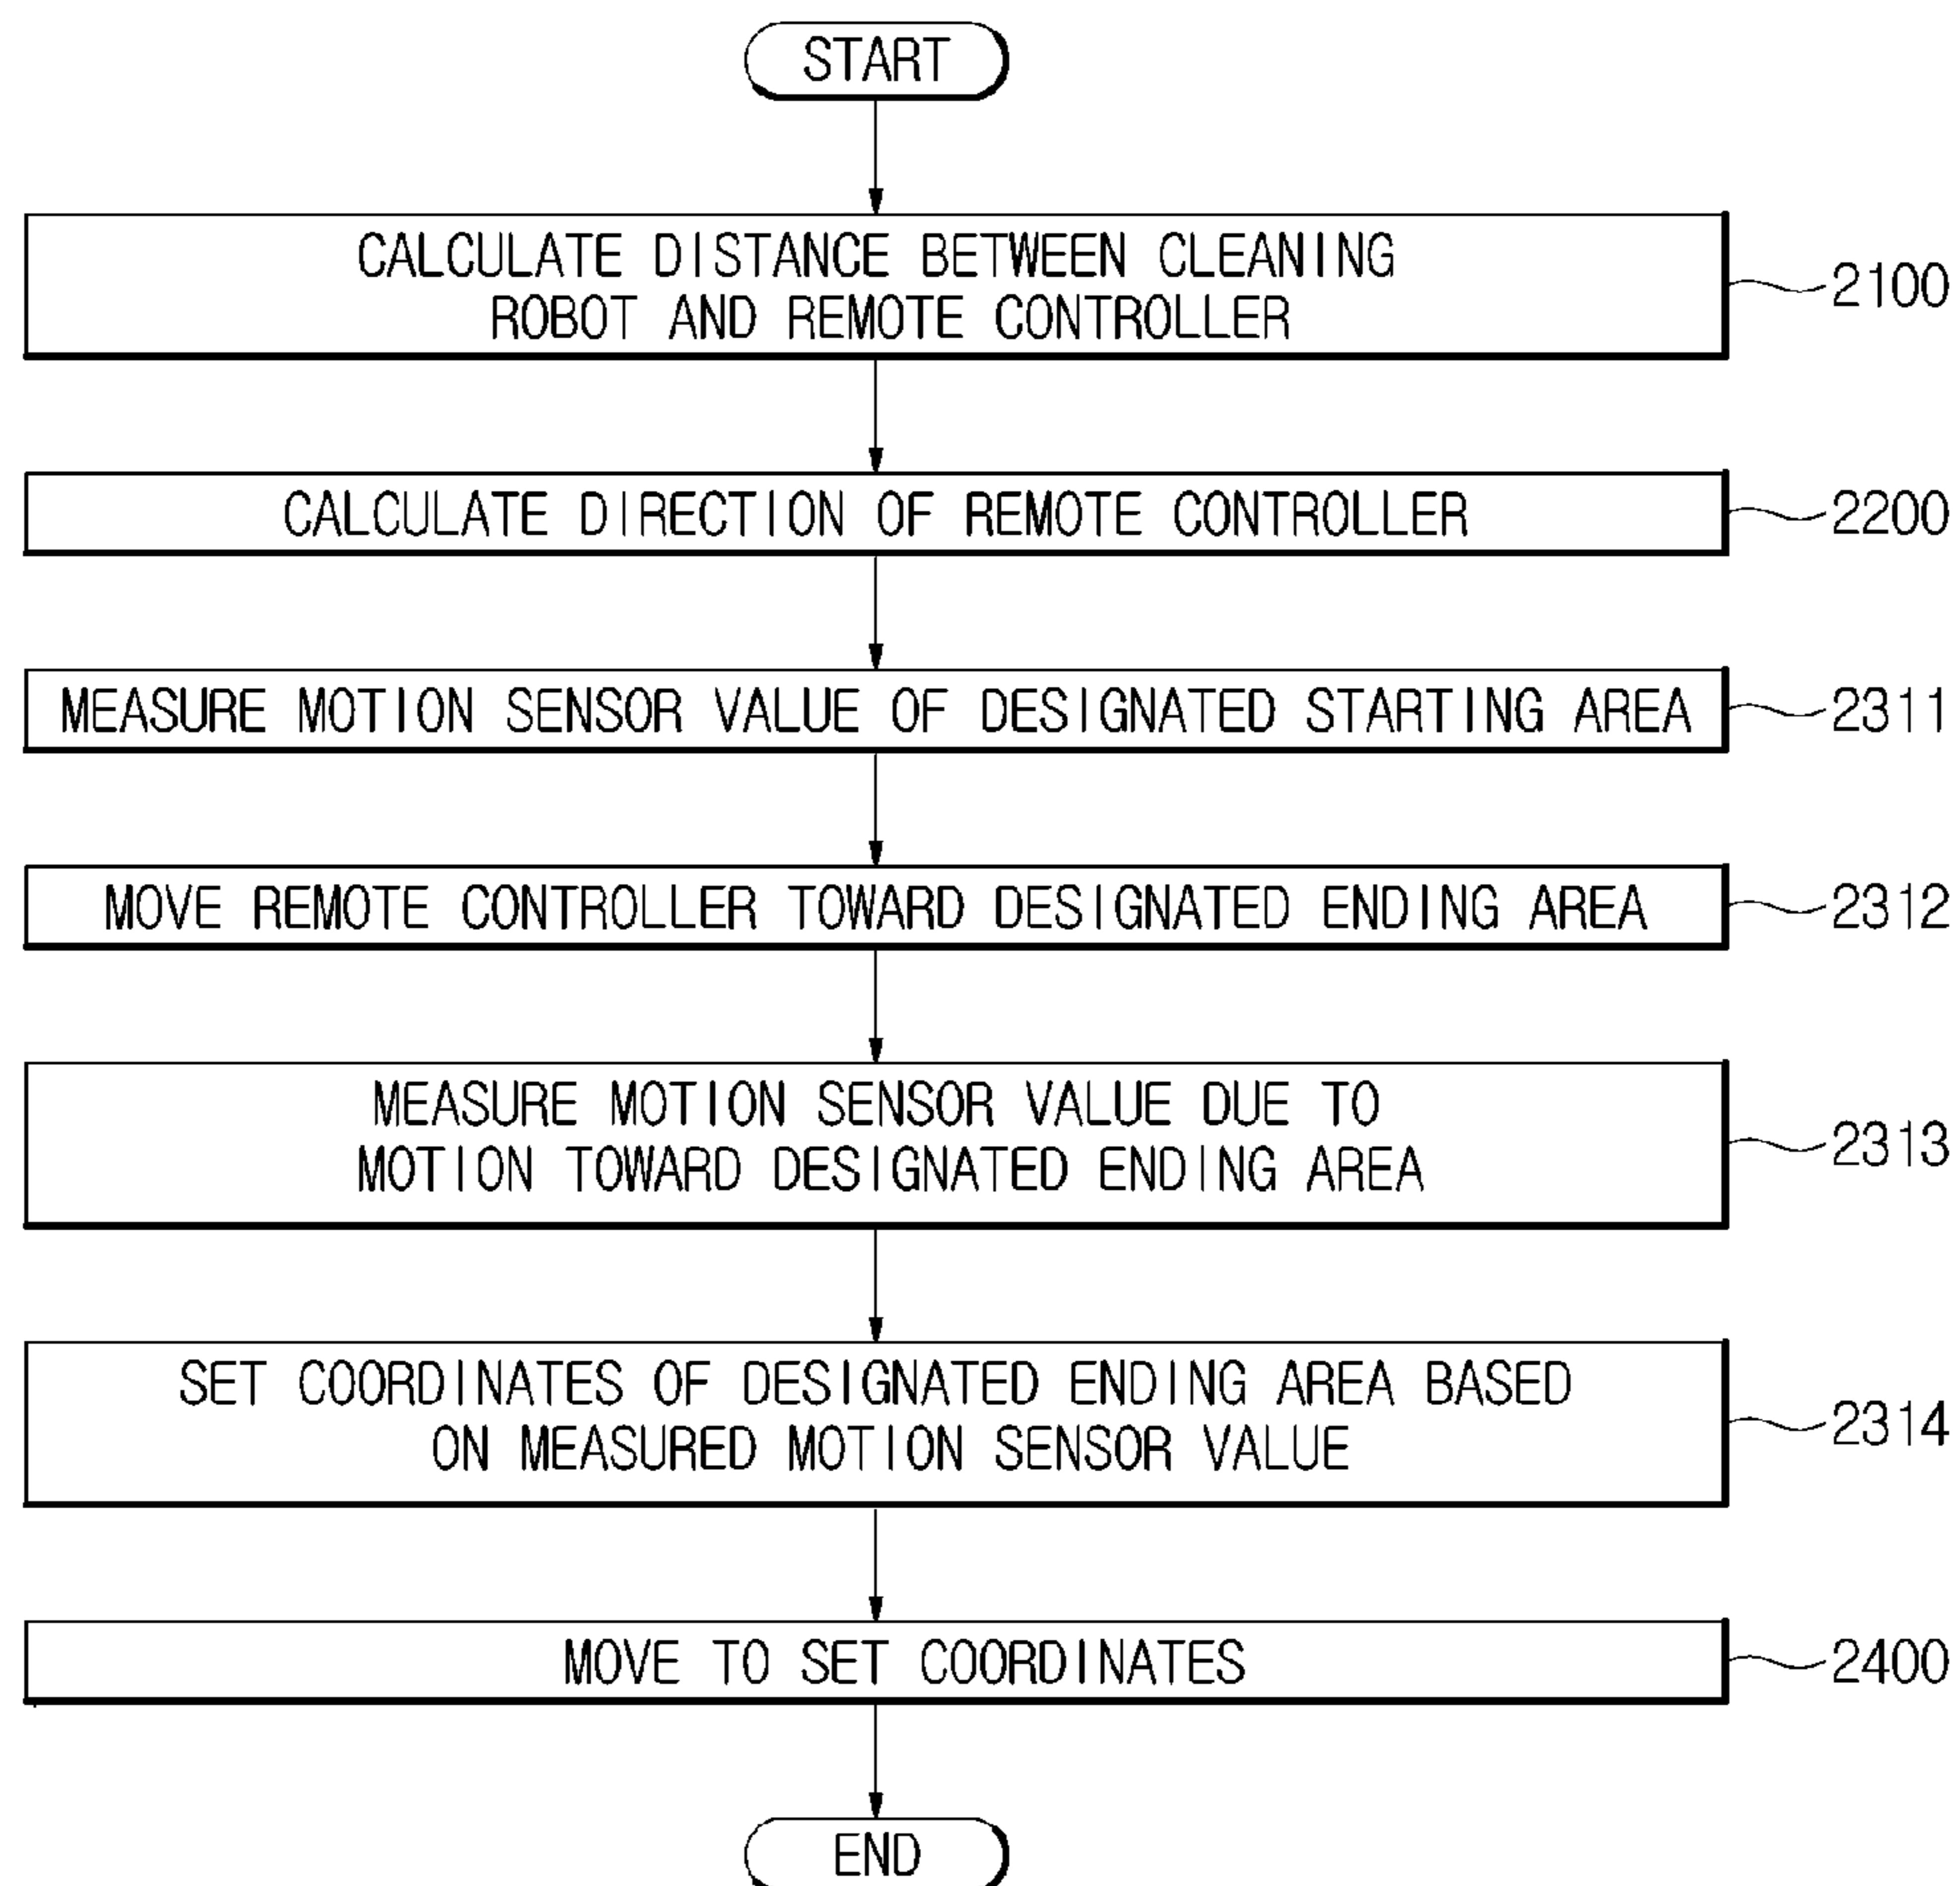 START
CALCULATE DISTANCE BETWEEN CLEANING
ROBOT AND REMOTE CONTROLLER
2100
CALCULATE DIRECTION OF REMOTE CONTROLLER
2200
MEASURE MOTION SENSOR VALUE OF DESIGNATED STARTING AREA
2311
MOVE REMOTE CONTROLLER TOWARD DESIGNATED ENDING AREA
2312
MEASURE MOTION SENSOR VALUE DUE TO
MOTION TOWARD DESIGNATED ENDING AREA
2313
SET COORDINATES OF DESIGNATED ENDING AREA BASED
ON MEASURED MOTION SENSOR VALUE
2314
MOVE TO SET COORDINATES
2400
END